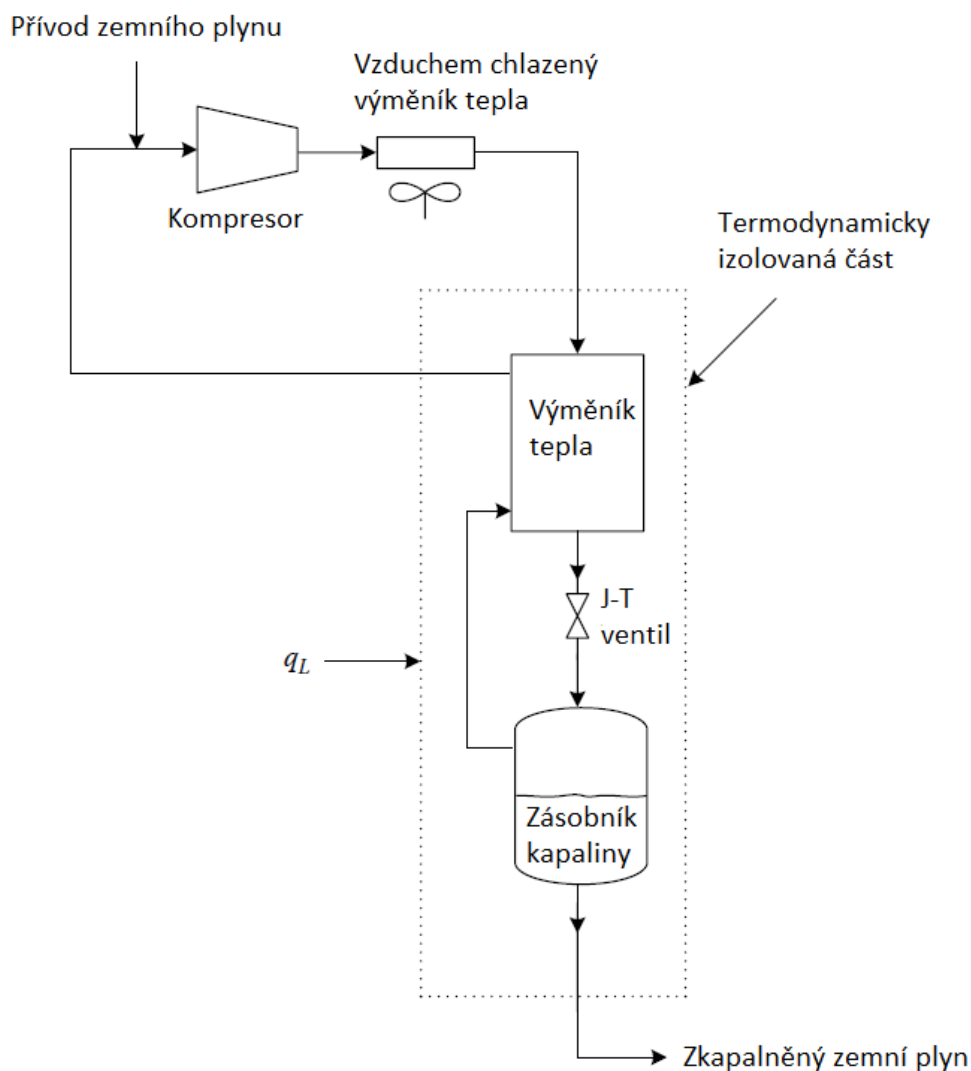 Přívod zemního plynu
Vzduchem chlazený
výměník tepla
Kompresor
Termodynamicky
izolovaná část
Výměník
tepla
J-T
ventil
q_L
Zásobník
kapaliny
Zkapalněný zemní plyn